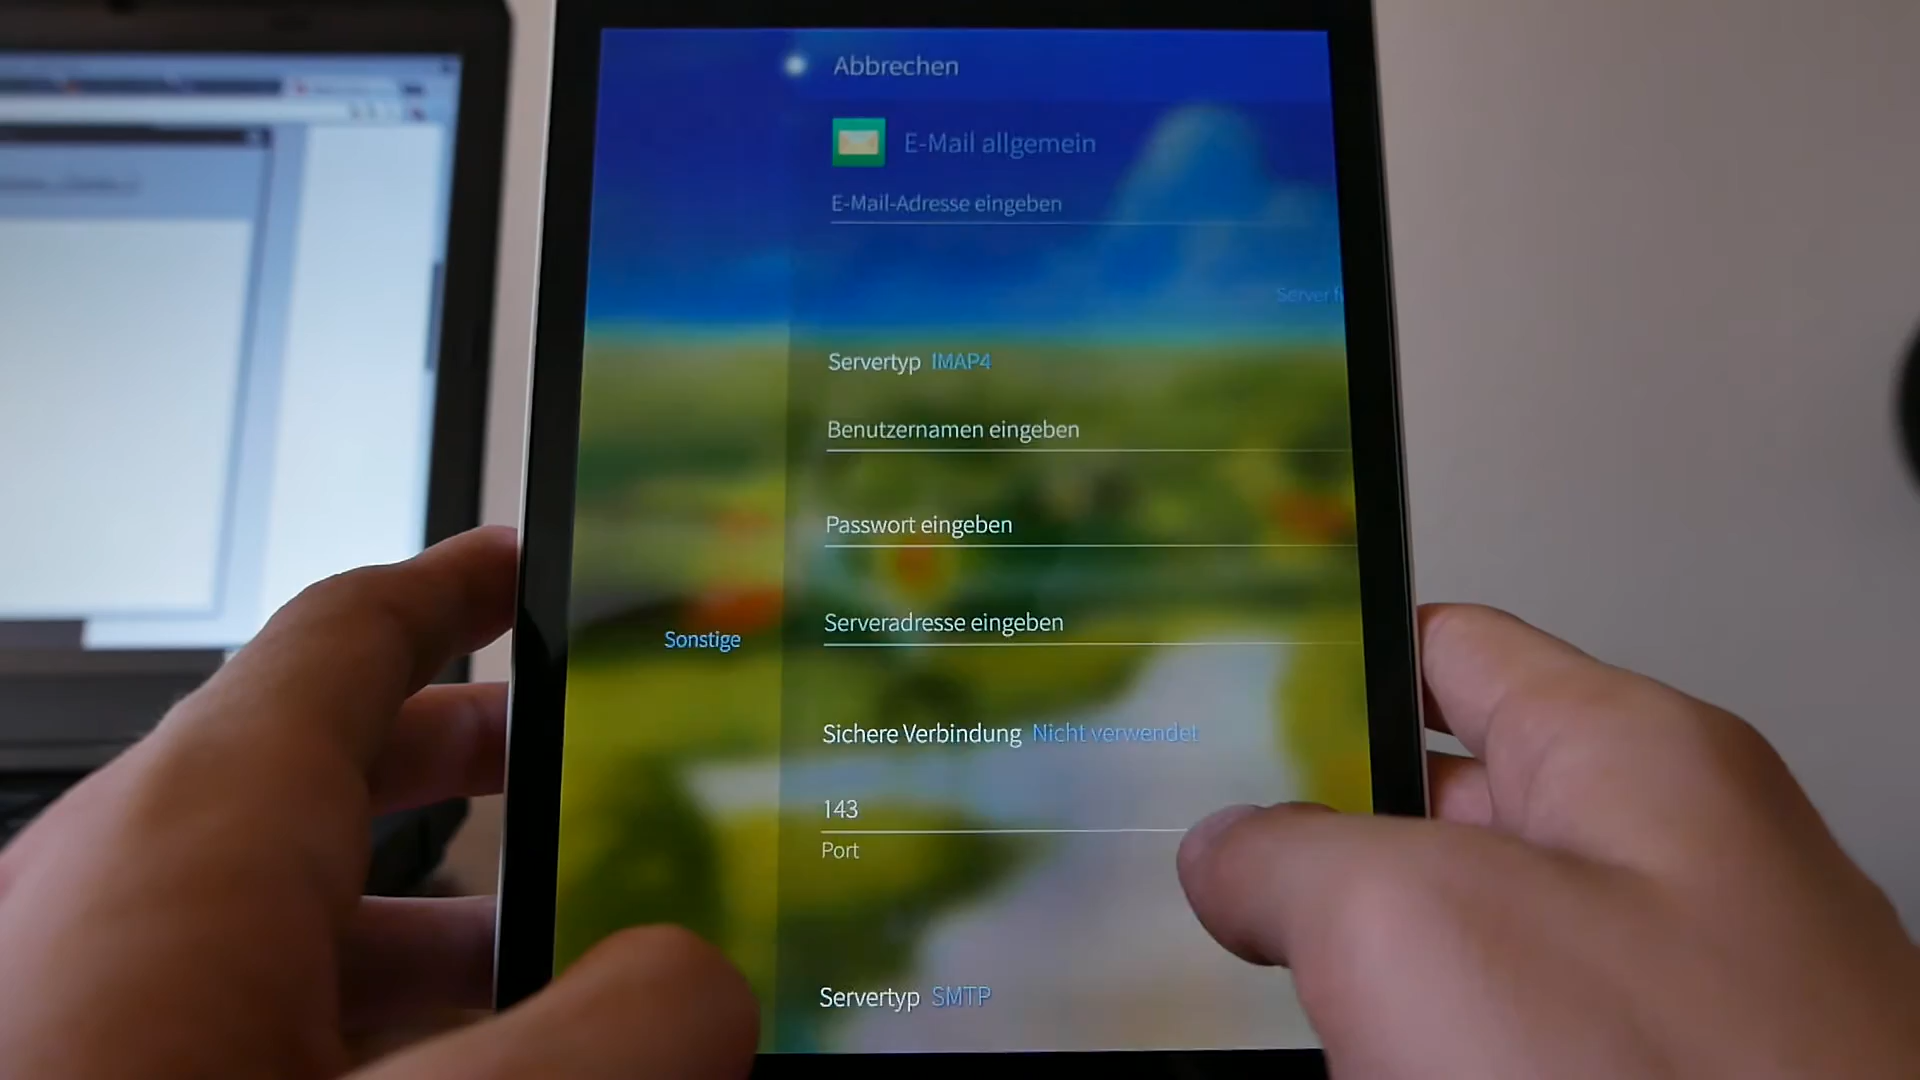 Abbrechen
E-Mail allgemein
E-Mail-Adresse eingeben
Server
Servertyp IMAP4
Benutzernamen eingeben
Passwort eingeben
Serveradresse eingeben
Sonstige
Sichere Verbindung Nicht verwendet
143
Port
Servertyp SMTP